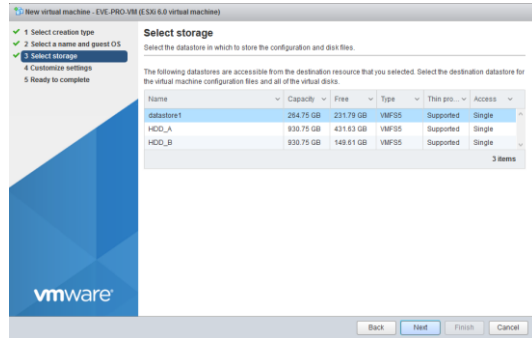 New virtual machine - EVE-PRO-VM (ESXi 6.0 virtual machine)
1 Select creation type
2 Select a name and guest OS
3 Select storage
4 Customize settings
5 Ready to complete
Select storage
Select the datastore in which to store the configuration and disk files.
The following datastores are accessible from the destination resource that you selected. Select the destination datastore for
the virtual machine configuration files and all of the virtual disks.
Name Capacity Free Type Thin pro... Access
datastore1 264.75 GB 231.79 GB VMFS5 Supported Single
HDD_A 930.75 GB 431.63 GB VMFS5 Supported Single
HDD_B 930.75 GB 149.61 GB VMFS5 Supported Single
3 items
vmware
Back Next Finish Cancel